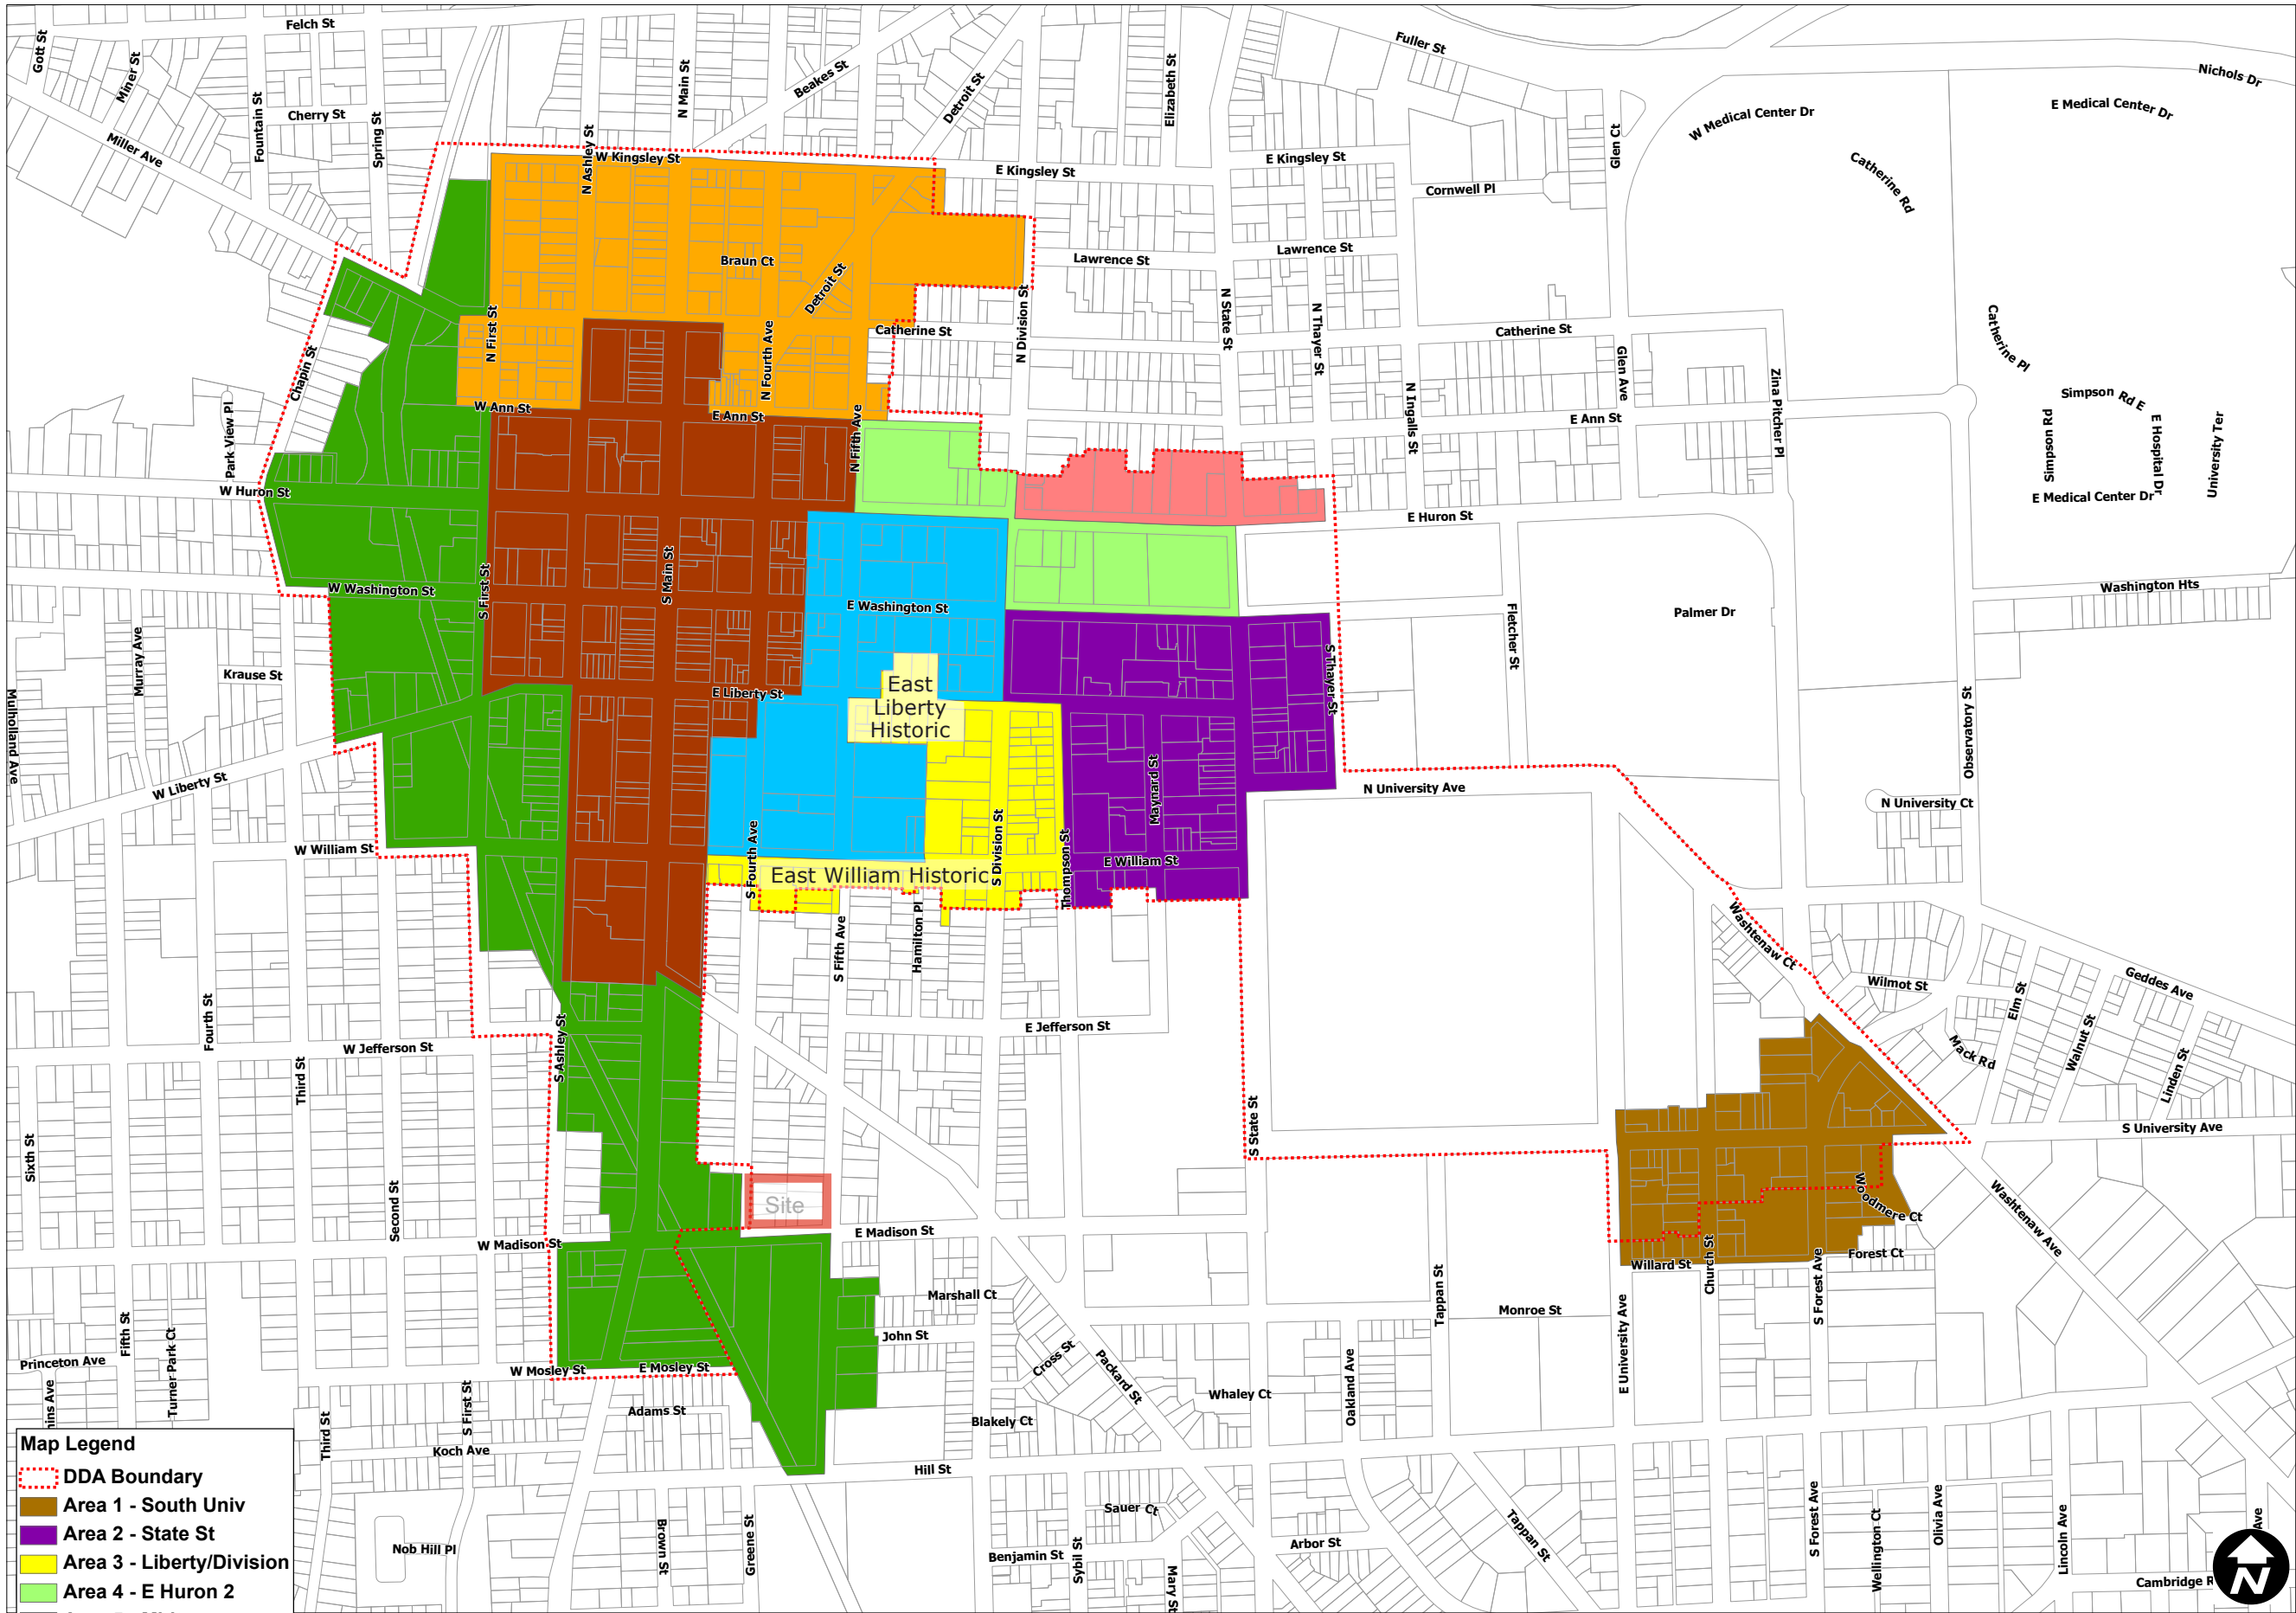 Felch St
Gott St
Miner St
Fountain St
Cherry St
Spring St
Miller Ave
N Ashley St
N Main St
Beakes St
Detroit St
Elizabeth St
Fuller St
Nichols Dr
W Medical Center Dr
E Medical Center Dr
Catherine Rd
Glen Ct
W Kingsley St
E Kingsley St
E Kingsley St
Cornwell Pl
Braun Ct
Detroit St
Lawrence St
Lawrence St
N First St
N Fourth Ave
Catherine St
N Division St
N State St
N Thayer St
Catherine St
Glen Ave
Zina Pitcher Pl
Catherine Pl
Chapin St
Park View Pl
W Ann St
E Ann St
N Fifth Ave
N Ingalls St
E Ann St
Simpson Rd E
Simpson Rd
E Hospital Dr
University Ter
E Medical Center Dr
W Huron St
E Huron St
W Washington St
S First St
S Main St
E Washington St
Fletcher St
Palmer Dr
Washington Hts
Murray Ave
Krause St
Mulholland Ave
E Liberty St
East
Liberty
Historic
S Thayer St
Observatory St
W Liberty St
Maynard St
N University Ave
N University Ct
W William St
S Fourth Ave
East William Historic
S Division St
Thompson St
E William St
S Fifth Ave
Hamilton Pl
Washtenaw Ct
Wilmot St
Geddes Ave
Elm St
Walnut St
Linden St
Mack Rd
Fourth St
Third St
W Jefferson St
S Ashley St
E Jefferson St
S State St
S University Ave
Sixth St
Second St
Site
Woodmere Ct
Washtenaw Ave
W Madison St
E Madison St
Willard St
Church St
S Forest Ave
Forest Ct
Marshall Ct
Tappan St
Monroe St
E University Ave
Fifth St
Turner Park Ct
Princeton Ave
John St
Cross St
Packard St
W Mosley St
E Mosley St
Oakland Ave
Whaley Ct
Adams St
Blakely Ct
Third St
S First St
Koch Ave
Hill St
Map Legend
DDA Boundary
Area 1 - South Univ
Area 2 - State St
Area 3 - Liberty/Division
Area 4 - E Huron 2
Nob Hill Pl
Brown St
Greene St
Benjamin St
Sybil St
Sauer Ct
Mary St
Arbor St
Tappan St
S Forest Ave
Wellington Ct
Olivia Ave
Lincoln Ave
Ave
Cambridge R
N